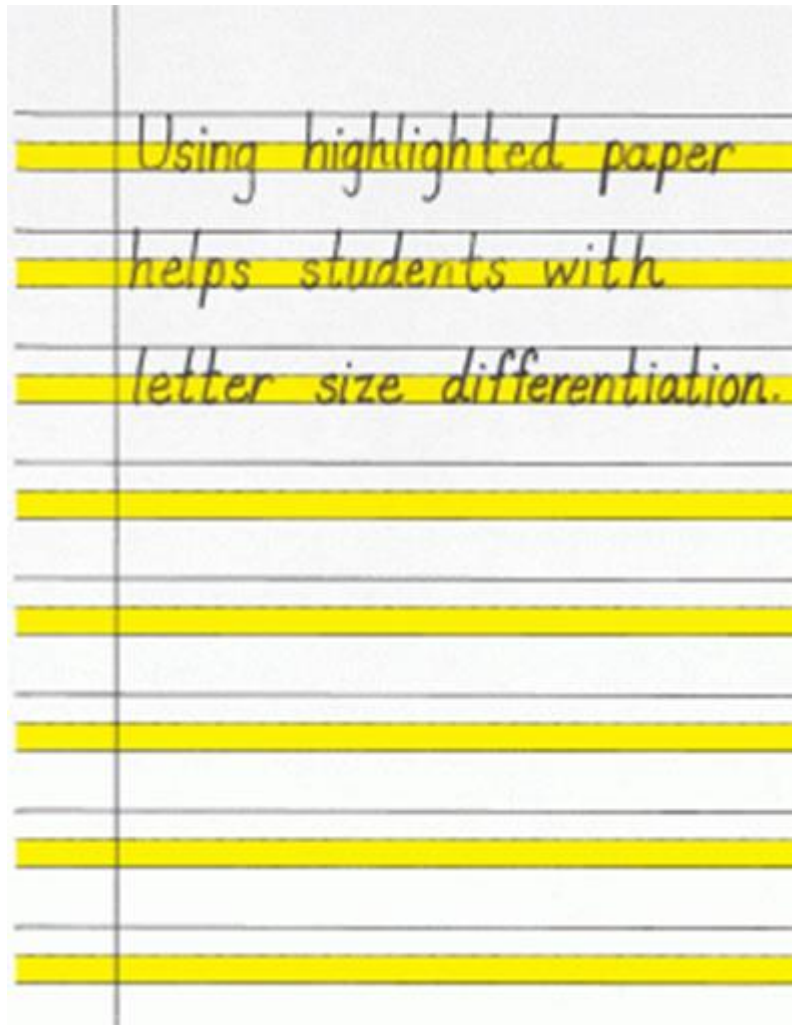 Using highlighted paper
helps students with
letter size differentiation.